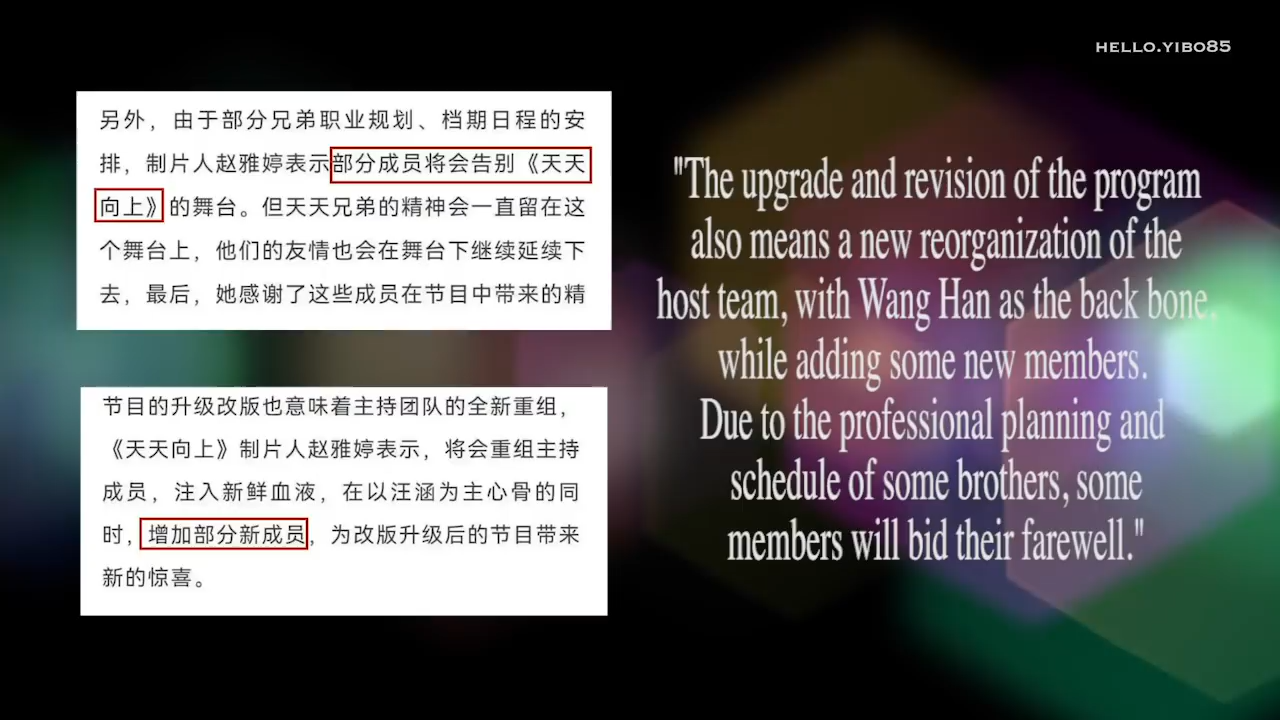 HELLO.YIBO85
另外，由于部分兄弟职业规划、档期日程的安
排，制片人赵雅婷表示部分成员将会告别《天天
向上》的舞台。但天天兄弟的精神会一直留在这
个舞台上，他们的友情也会在舞台下继续延续下
去，最后，她感谢了这些成员在节目中带来的精
节目的升级改版也意味着主持团队的全新重组，
《天天向上》制片人赵雅婷表示，将会重组主持
成员，注入新鲜血液，在以汪涵为主心骨的同
时，增加部分新成员，为改版升级后的节目带来
新的惊喜。
"The upgrade and revision of the program
also means a new reorganization of the
host team, with Wang Han as the back bone,
while adding some new members.
Due to the professional planning and
schedule of some brothers, some
members will bid their farewell."